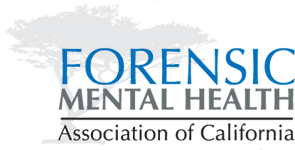 FORENSIC
MENTAL HEALTH
Association of California